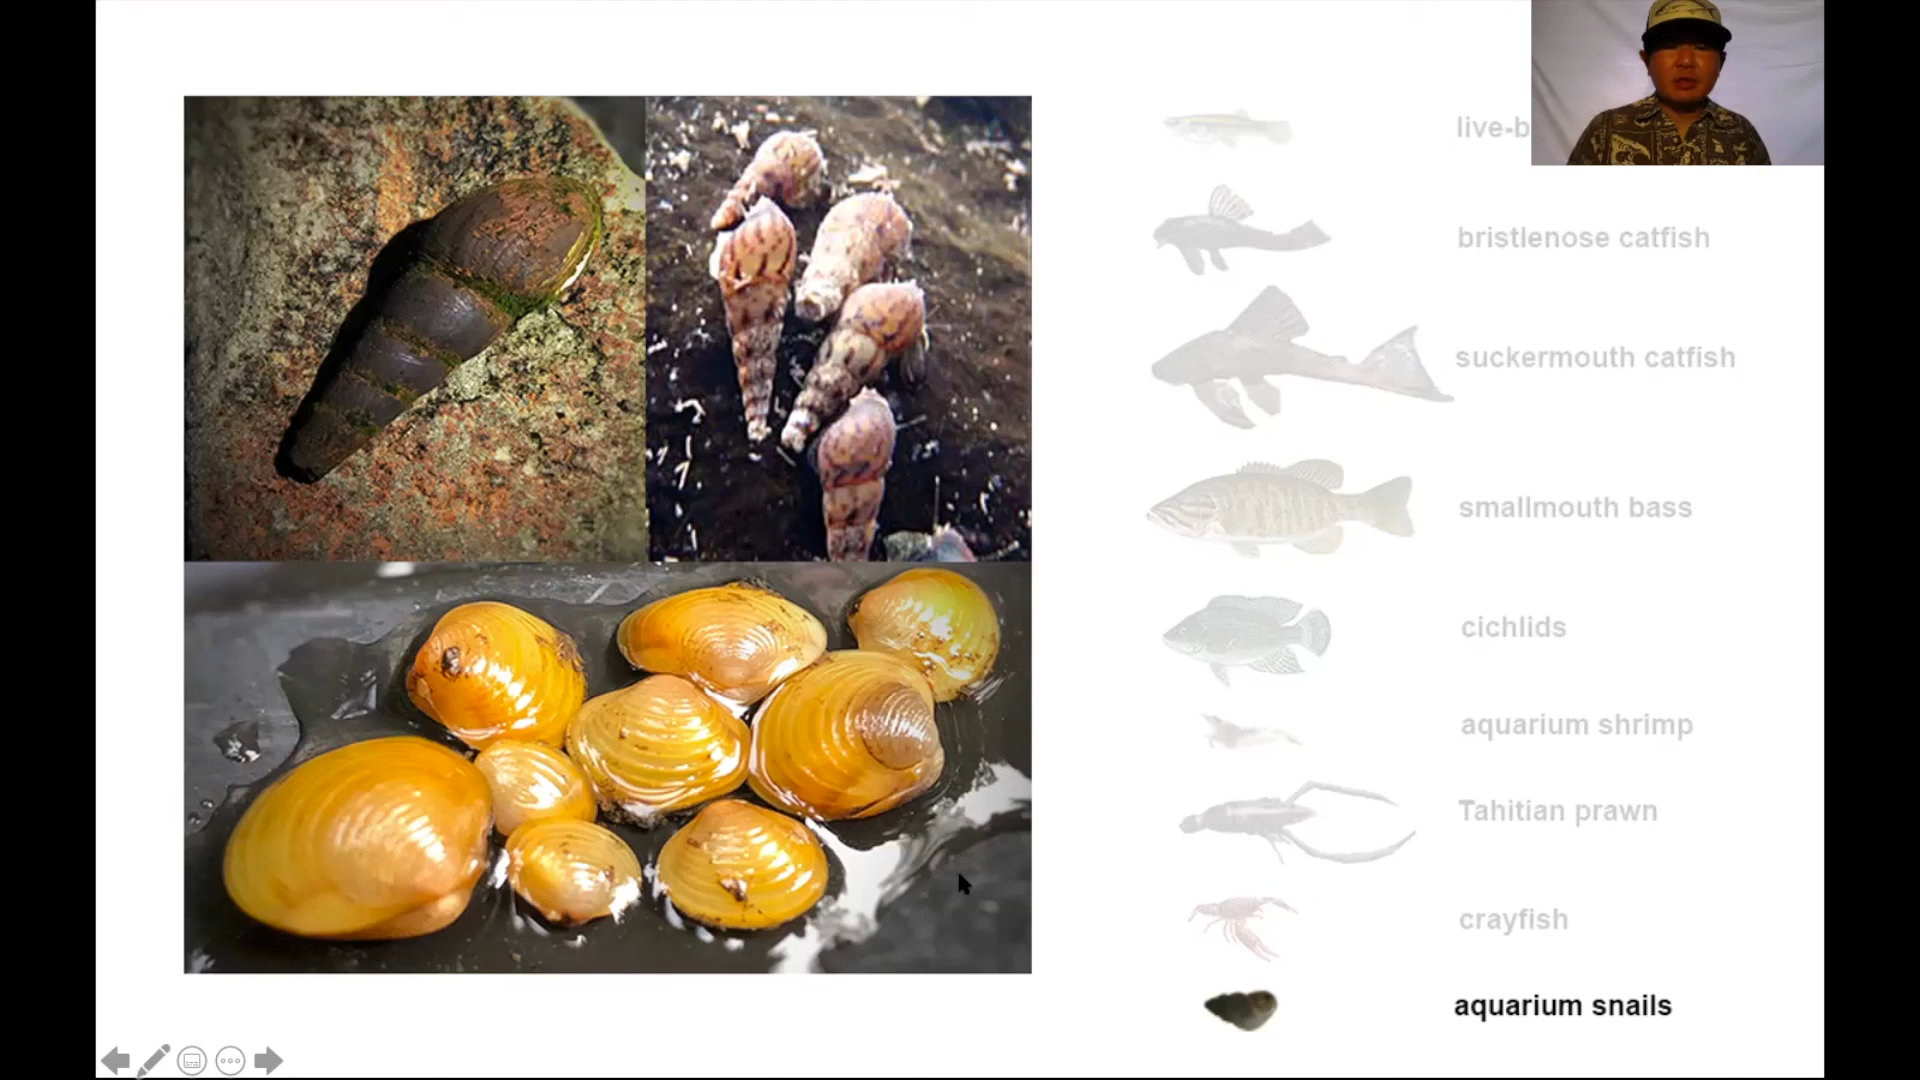 live-b
bristlenose catfish
suckermouth catfish
smallmouth bass
cichlids
aquarium shrimp
Tahitian prawn
crayfish
aquarium snails